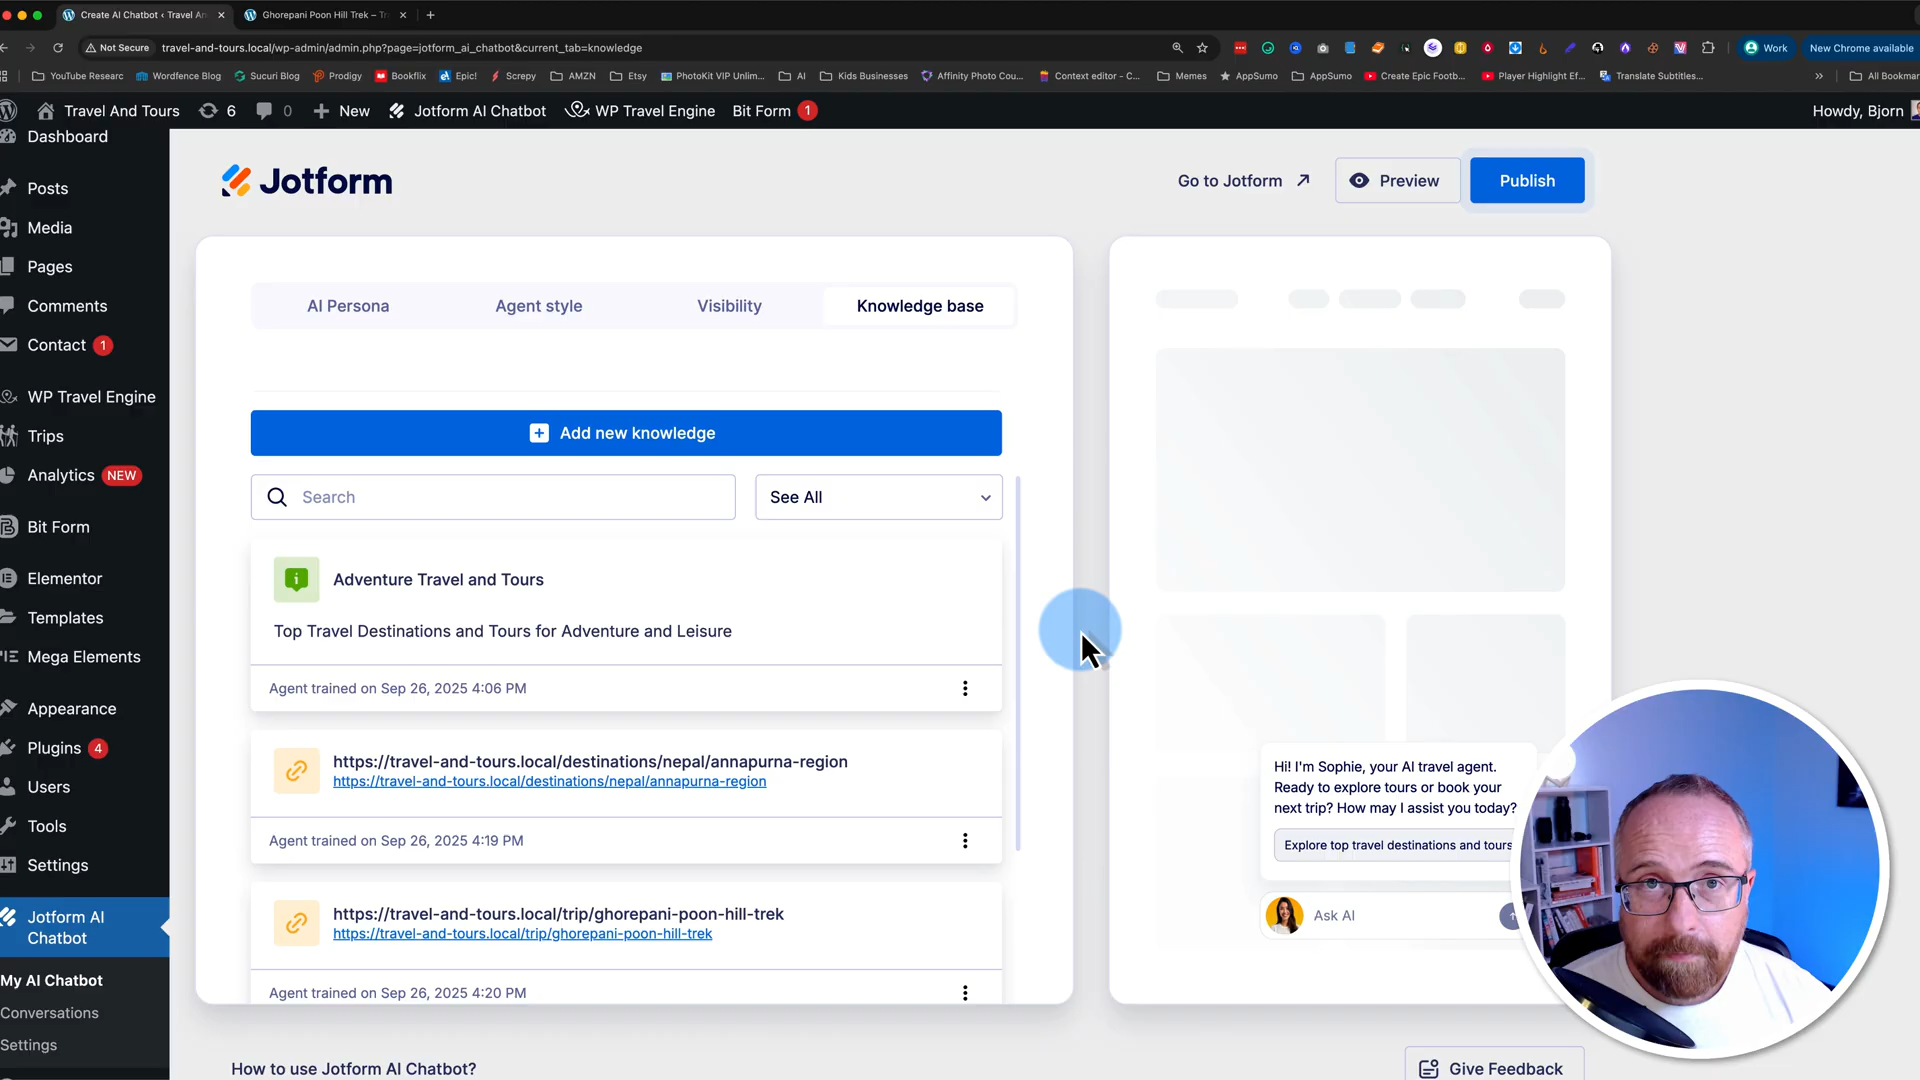 Create AI Chatbot ‹ Travel An
Ghorepani Poon Hill Trek – Tr
Not Secure
travel-and-tours.local/wp-admin/admin.php?page=jotform_ai_chatbot&current_tab=knowledge
Work
New Chrome available
YouTube Researc
Wordfence Blog
Sucuri Blog
Prodigy
Bookflix
Epic!
Screpy
AMZN
Etsy
PhotoKit VIP Unlim...
AI
Kids Businesses
Affinity Photo Cou...
Context editor - C...
Memes
AppSumo
AppSumo
Create Epic Footb...
Player Highlight Ef...
Translate Subtitles...
All Bookmar
Travel And Tours
6
0
New
Jotform AI Chatbot
WP Travel Engine
Bit Form 1
Howdy, Bjorn
Dashboard
Posts
Media
Pages
Comments
Contact 1
WP Travel Engine
Trips
Analytics NEW
Bit Form
Elementor
Templates
Mega Elements
Appearance
Plugins 4
Users
Tools
Settings
Jotform AI
Chatbot
My AI Chatbot
Conversations
Settings
Jotform
Go to Jotform
Preview
Publish
AI Persona
Agent style
Visibility
Knowledge base
Add new knowledge
Search
See All
Adventure Travel and Tours
Top Travel Destinations and Tours for Adventure and Leisure
Agent trained on Sep 26, 2025 4:06 PM
https://travel-and-tours.local/destinations/nepal/annapurna-region
https://travel-and-tours.local/destinations/nepal/annapurna-region
Agent trained on Sep 26, 2025 4:19 PM
https://travel-and-tours.local/trip/ghorepani-poon-hill-trek
https://travel-and-tours.local/trip/ghorepani-poon-hill-trek
Agent trained on Sep 26, 2025 4:20 PM
Hi! I'm Sophie, your AI travel agent.
Ready to explore tours or book your
next trip? How may I assist you today?
Explore top travel destinations and tours
Ask AI
How to use Jotform AI Chatbot?
Give Feedback